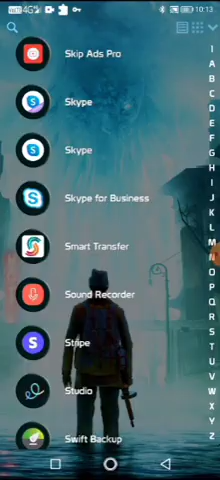 4G
10:13
Skip Ads Pro
Skype
Skype
Skype for Business
Smart Transfer
Sound Recorder
Stripe
Studio
Swift Backup
1
A
B
C
D
E
F
G
H
I
J
K
L
M
N
O
P
Q
R
S
T
U
V
W
X
Y
Z